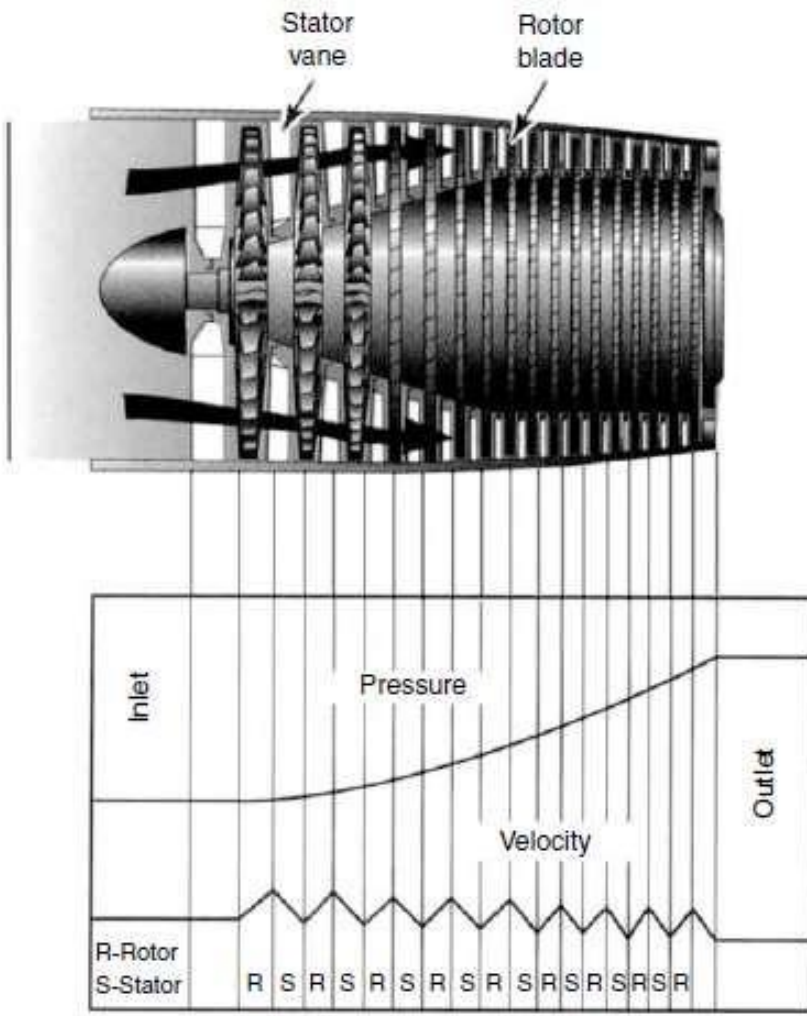 Stator
vane
Rotor
blade
Inlet
Pressure
Velocity
Outlet
R-Rotor
S-Stator
R S R S R S R S R S R S R S R S R